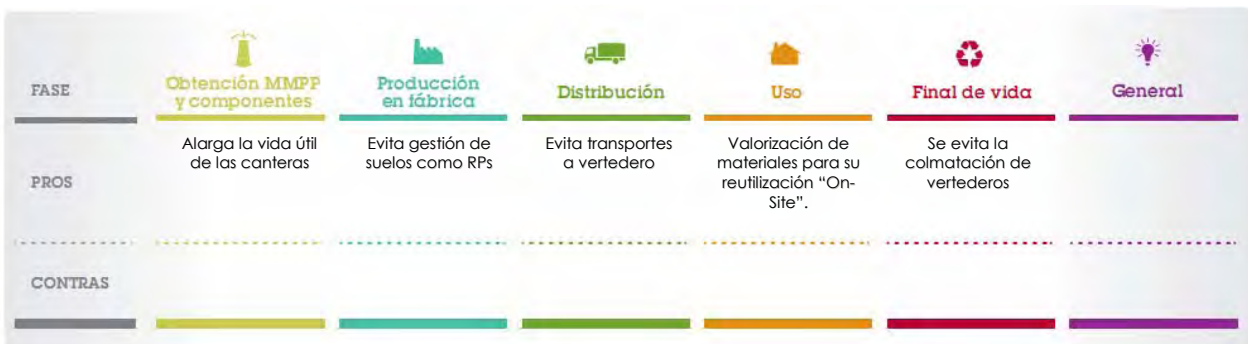 FASE
Obtención MMPP
y componentes
Producción
en fábrica
Distribución
Uso
Final de vida
General
PROS
Alarga la vida útil
de las canteras
Evita gestión de
suelos como RPs
Evita transportes
a vertedero
Valorización de
materiales para su
reutilización “On-
Site”.
Se evita la
colmatación de
vertederos
CONTRAS